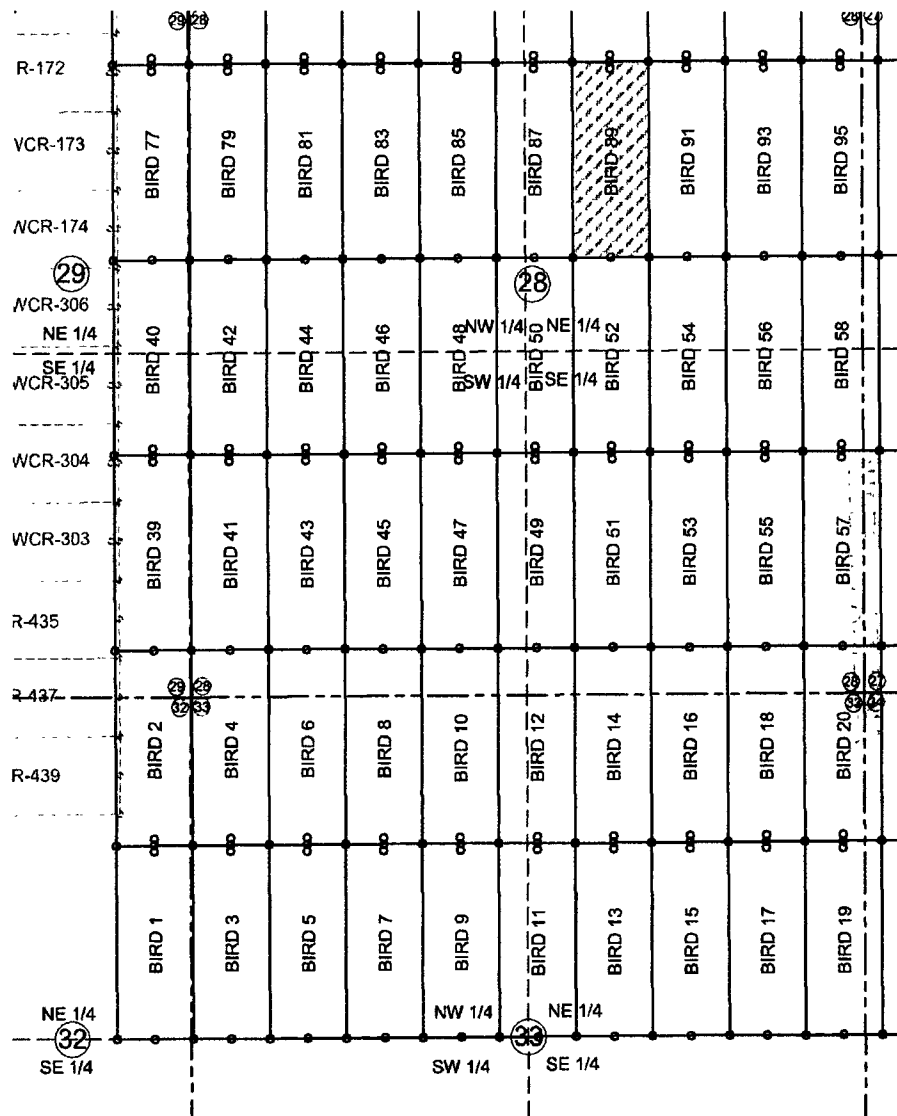 29 28
28 27
R-172
BIRD 77 BIRD 79 BIRD 81 BIRD 83 BIRD 85 BIRD 87 BIRD 89 BIRD 91 BIRD 93 BIRD 95
WCR-173
WCR-174
29 28
WCR-306
NE 1/4 NW 1/4 NE 1/4
BIRD 40 BIRD 42 BIRD 44 BIRD 46 BIRD 48 BIRD 50 BIRD 52 BIRD 54 BIRD 56 BIRD 58
SE 1/4 SW 1/4 SE 1/4
WCR-305
WCR-304
WCR-303
BIRD 39 BIRD 41 BIRD 43 BIRD 45 BIRD 47 BIRD 49 BIRD 51 BIRD 53 BIRD 55 BIRD 57
R-435
29 28 28 27
R-437
32 33 33 34
BIRD 2 BIRD 4 BIRD 6 BIRD 8 BIRD 10 BIRD 12 BIRD 14 BIRD 16 BIRD 18 BIRD 20
R-439
BIRD 1 BIRD 3 BIRD 5 BIRD 7 BIRD 9 BIRD 11 BIRD 13 BIRD 15 BIRD 17 BIRD 19
NE 1/4 NW 1/4 NE 1/4
32 33
SE 1/4 SW 1/4 SE 1/4